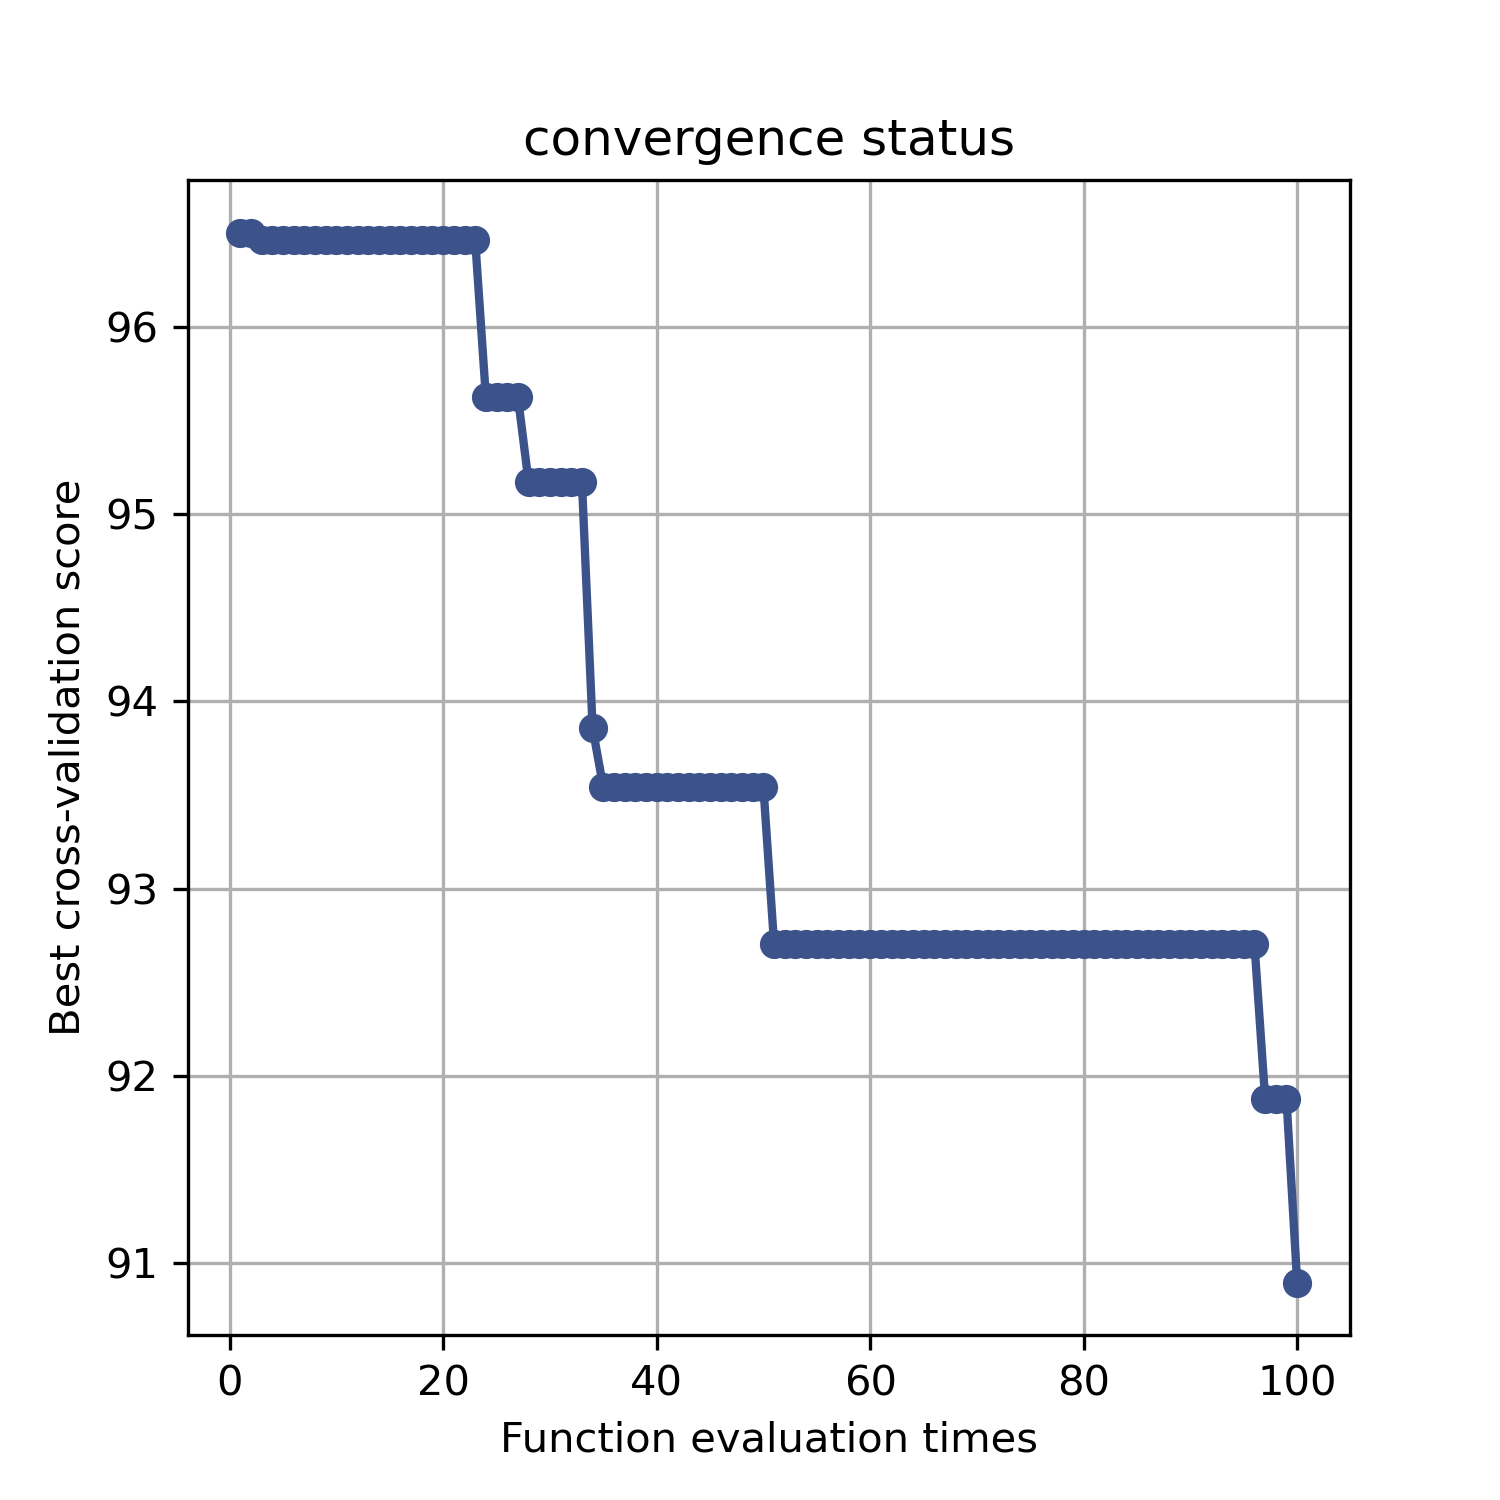 convergence status
Best cross-validation score
96
95
94
93
92
91
0 20 40 60 80 100
Function evaluation times